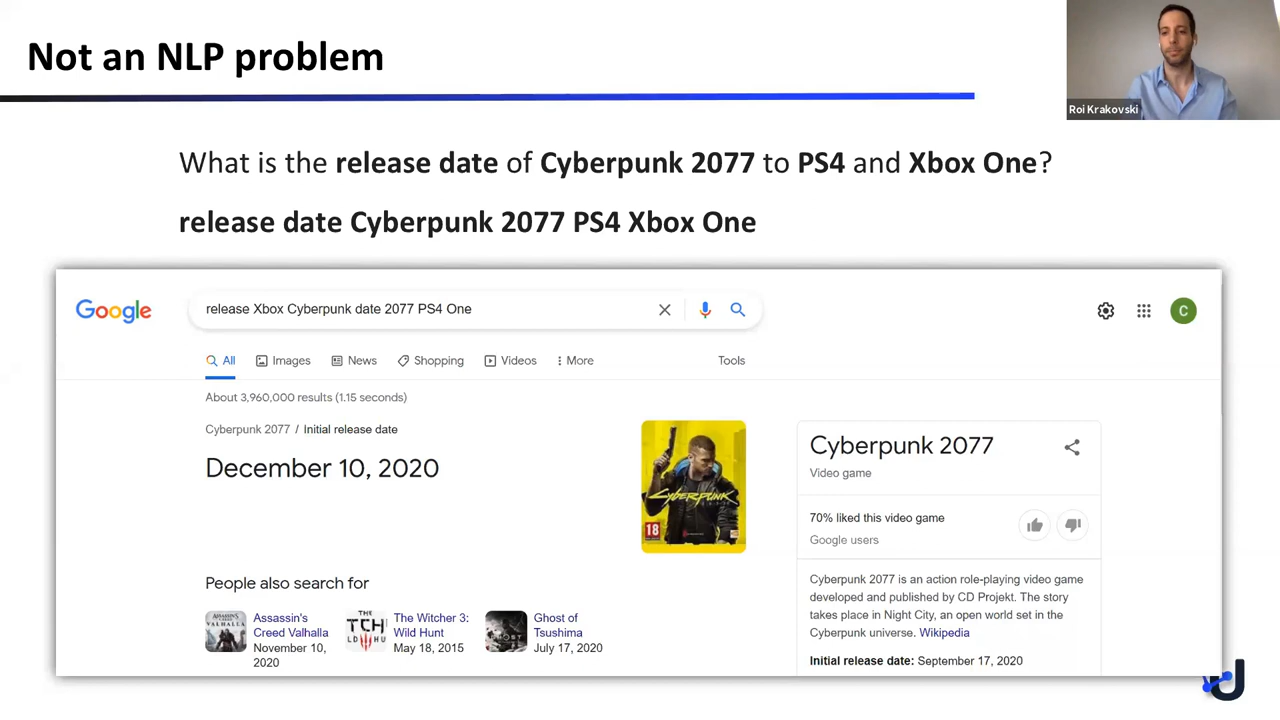 Not an NLP problem
Roi Krakovski
What is the release date of Cyberpunk 2077 to PS4 and Xbox One?
release date Cyberpunk 2077 PS4 Xbox One
Google
release Xbox Cyberpunk date 2077 PS4 One
C
All Images News Shopping Videos More Tools
About 3,960,000 results (1.15 seconds)
Cyberpunk 2077 / Initial release date
December 10, 2020
CYBERPUNK
18
Cyberpunk 2077
Video game
70% liked this video game
Google users
Cyberpunk 2077 is an action role-playing video game
developed and published by CD Projekt. The story
takes place in Night City, an open world set in the
Cyberpunk universe. Wikipedia
Initial release date: September 17, 2020
People also search for
Assassin's
Creed Valhalla
November 10,
2020
The Witcher 3:
Wild Hunt
May 18, 2015
Ghost of
Tsushima
July 17, 2020